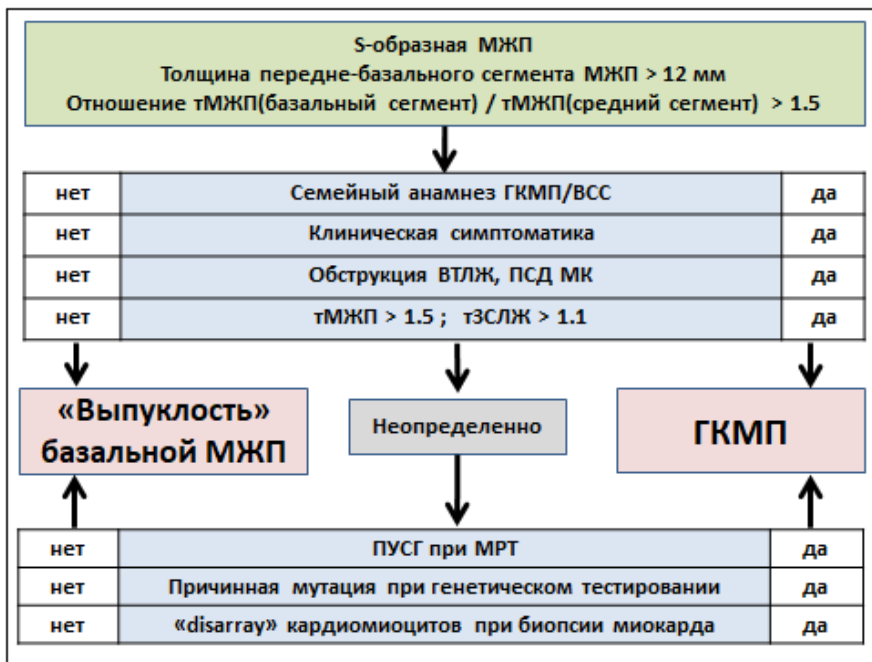 S-образная МЖП
Толщина передне-базального сегмента МЖП > 12 мм
Отношение тМЖП(базальный сегмент) / тМЖП(средний сегмент) > 1.5
нет Семейный анамнез ГКМП/ВСС да
нет Клиническая симптоматика да
нет Обструкция ВТЛЖ, ПСД МК да
нет тМЖП > 1.5 ; тЗСЛЖ > 1.1 да
«Выпуклость»
базальной МЖП
Неопределенно
ГКМП
нет ПУСГ при МРТ да
нет Причинная мутация при генетическом тестировании да
нет «disarray» кардиомиоцитов при биопсии миокарда да